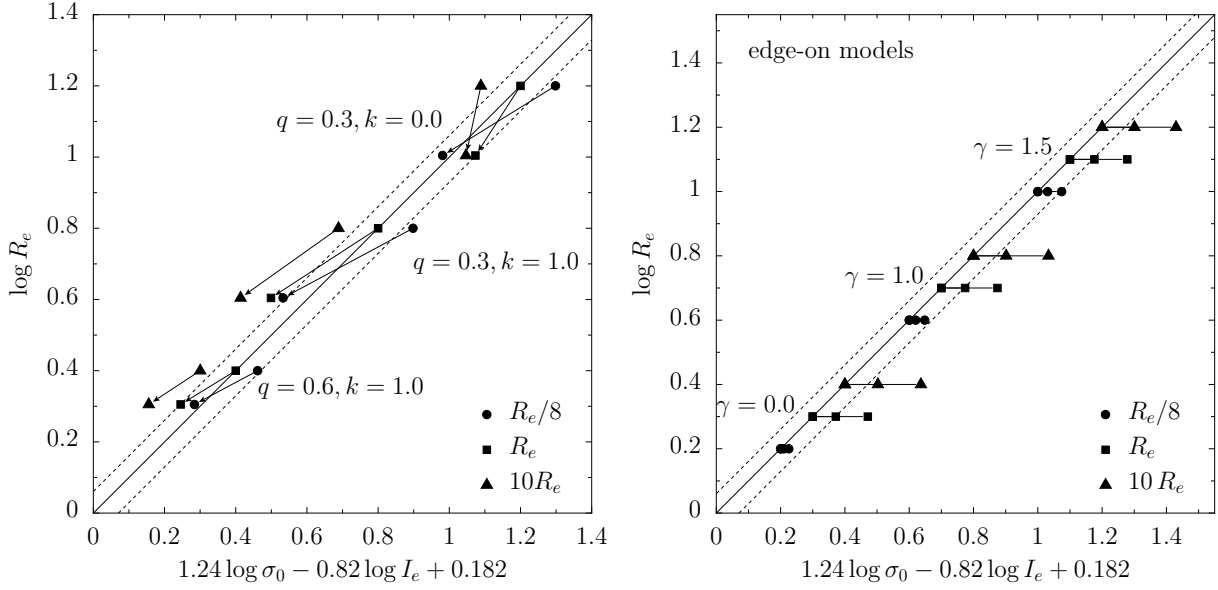 1.4
1.2
1
0.8
0.6
0.4
0.2
0
log R_e
q = 0.3, k = 0.0
q = 0.3, k = 1.0
q = 0.6, k = 1.0
R_e/8
R_e
10R_e
0 0.2 0.4 0.6 0.8 1 1.2 1.4
1.24 log σ_0 − 0.82 log I_e + 0.182
edge-on models
1.4
1.2
1
0.8
0.6
0.4
0.2
0
log R_e
γ = 1.5
γ = 1.0
γ = 0.0
R_e/8
R_e
10 R_e
0 0.2 0.4 0.6 0.8 1 1.2 1.4
1.24 log σ_0 − 0.82 log I_e + 0.182